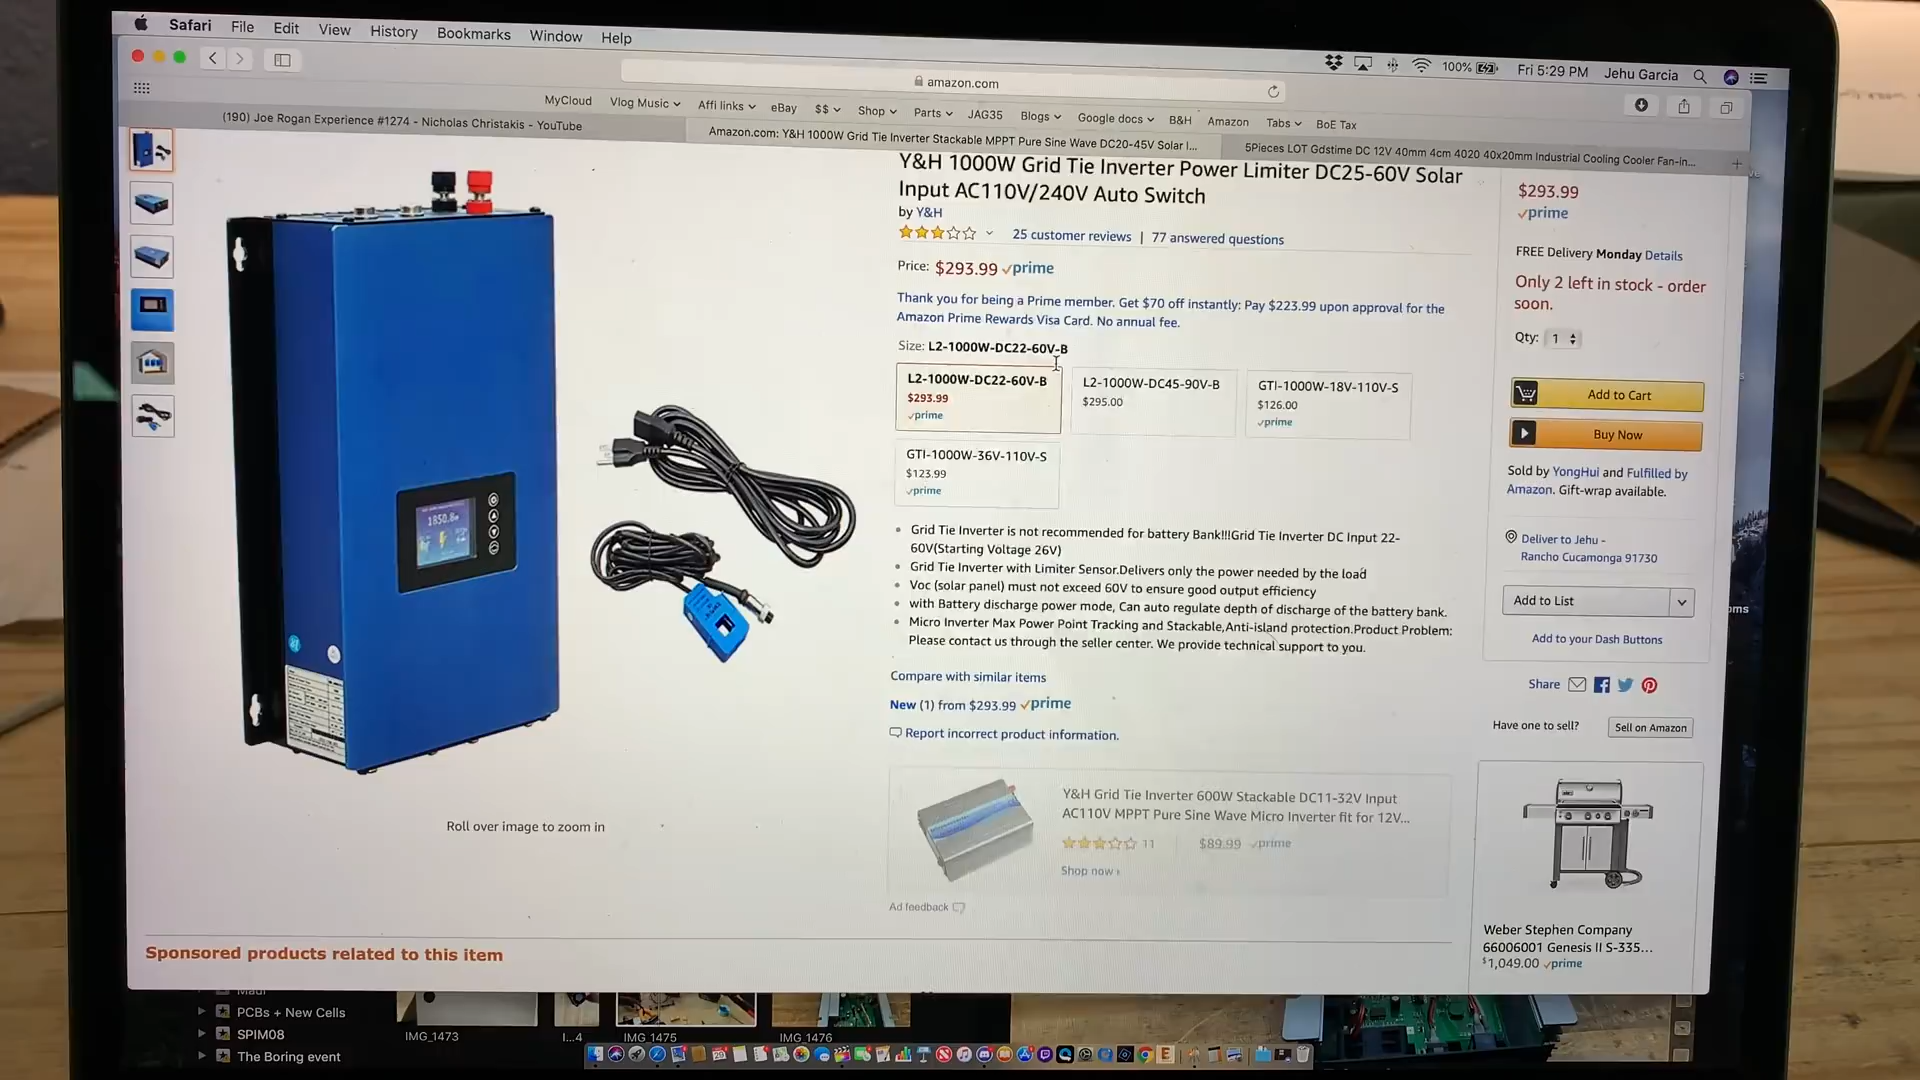 Safari File Edit View History Bookmarks Window Help
100% Fri 5:29 PM Jehu Garcia
amazon.com
MyCloud Vlog Music Affi links eBay $$ Shop Parts JAG35 Blogs Google docs B&H Amazon Tabs BoE Tax
(190) Joe Rogan Experience #1274 - Nicholas Christakis - YouTube
Amazon.com: Y&H 1000W Grid Tie Inverter Stackable MPPT Pure Sine Wave DC20-45V Solar I...
5Pieces LOT Gdstime DC 12V 40mm 4cm 4020 40x20mm Industrial Cooling Cooler Fan-in...
Y&H 1000W Grid Tie Inverter Power Limiter DC25-60V Solar
Input AC110V/240V Auto Switch
by Y&H
25 customer reviews | 77 answered questions
Price: $293.99 prime
Thank you for being a Prime member. Get $70 off instantly: Pay $223.99 upon approval for the
Amazon Prime Rewards Visa Card. No annual fee.
Size: L2-1000W-DC22-60V-B
L2-1000W-DC22-60V-B
$293.99
prime
L2-1000W-DC45-90V-B
$295.00
GTI-1000W-18V-110V-S
$126.00
prime
GTI-1000W-36V-110V-S
$123.99
prime
1850.8
Grid Tie Inverter is not recommended for battery Bank!!!Grid Tie Inverter DC Input 22-
60V(Starting Voltage 26V)
Grid Tie Inverter with Limiter Sensor.Delivers only the power needed by the load
Voc (solar panel) must not exceed 60V to ensure good output efficiency
with Battery discharge power mode, Can auto regulate depth of discharge of the battery bank.
Micro Inverter Max Power Point Tracking and Stackable,Anti-island protection.Product Problem:
Please contact us through the seller center. We provide technical support to you.
Compare with similar items
New (1) from $293.99 prime
Report incorrect product information.
Y&H Grid Tie Inverter 600W Stackable DC11-32V Input
AC110V MPPT Pure Sine Wave Micro Inverter fit for 12V...
11 $89.99 prime
Shop now
Ad feedback
Roll over image to zoom in
Sponsored products related to this item
$293.99
prime
FREE Delivery Monday Details
Only 2 left in stock - order
soon.
Qty: 1
Add to Cart
Buy Now
Sold by YongHui and Fulfilled by
Amazon. Gift-wrap available.
Deliver to Jehu -
Rancho Cucamonga 91730
Add to List
Add to your Dash Buttons
Share
Have one to sell? Sell on Amazon
Weber Stephen Company
66006001 Genesis II S-335...
$1,049.00 prime
PCBs + New Cells
SPIM08
The Boring event
IMG_1473
I...4
IMG_1475
IMG_1476